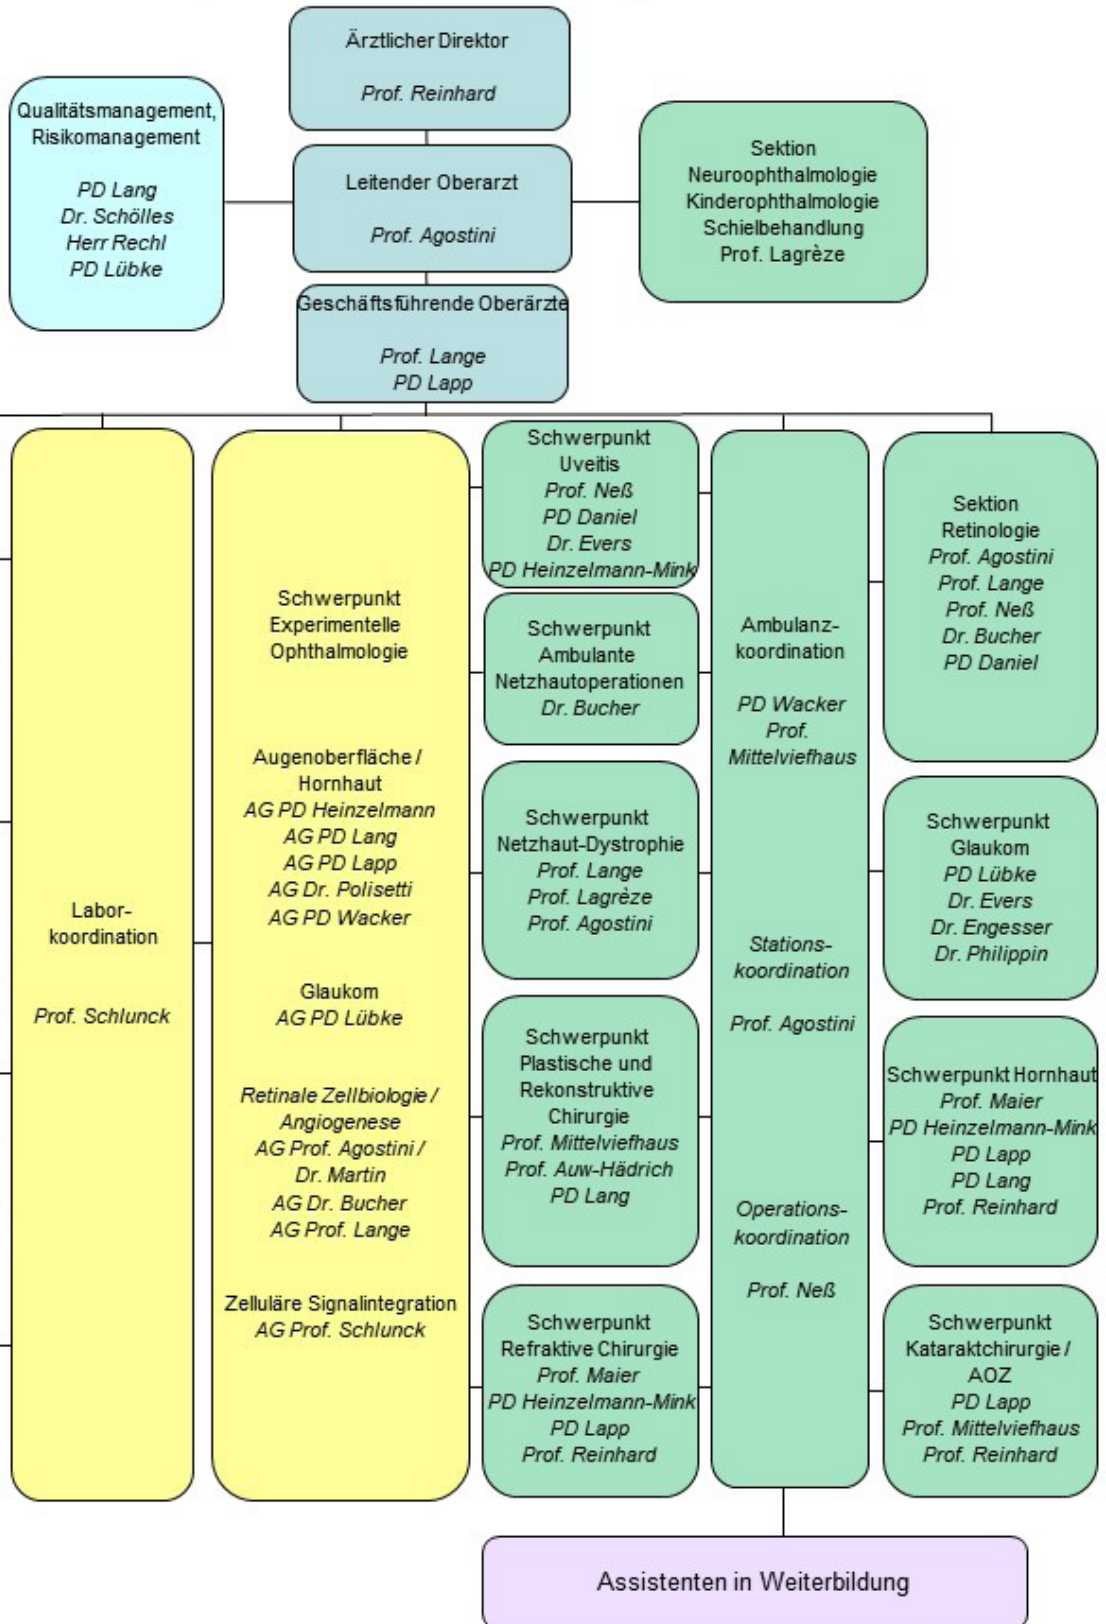 Ärztlicher Direktor
Prof. Reinhard
Qualitätsmanagement,
Risikomanagement
PD Lang
Dr. Schölles
Herr Rechl
PD Lübke
Leitender Oberarzt
Prof. Agostini
Sektion
Neuroophthalmologie
Kinderophthalmologie
Schielbehandlung
Prof. Lagrèze
Geschäftsführende Oberärzte
Prof. Lange
PD Lapp
Labor-
koordination
Prof. Schlunck
Schwerpunkt
Experimentelle
Ophthalmologie
Augenoberfläche /
Hornhaut
AG PD Heinzelmann
AG PD Lang
AG PD Lapp
AG Dr. Polisetti
AG PD Wacker
Glaukom
AG PD Lübke
Retinale Zellbiologie /
Angiogenese
AG Prof. Agostini /
Dr. Martin
AG Dr. Bucher
AG Prof. Lange
Zelluläre Signalintegration
AG Prof. Schlunck
Schwerpunkt
Uveitis
Prof. Neß
PD Daniel
Dr. Evers
PD Heinzelmann-Mink
Schwerpunkt
Ambulante
Netzhautoperationen
Dr. Bucher
Schwerpunkt
Netzhaut-Dystrophie
Prof. Lange
Prof. Lagrèze
Prof. Agostini
Schwerpunkt
Plastische und
Rekonstruktive
Chirurgie
Prof. Mittelviefhaus
Prof. Auw-Hädrich
PD Lang
Schwerpunkt
Refraktive Chirurgie
Prof. Maier
PD Heinzelmann-Mink
PD Lapp
Prof. Reinhard
Ambulanz-
koordination
PD Wacker
Prof.
Mittelviefhaus
Stations-
koordination
Prof. Agostini
Operations-
koordination
Prof. Neß
Sektion
Retinologie
Prof. Agostini
Prof. Lange
Prof. Neß
Dr. Bucher
PD Daniel
Schwerpunkt
Glaukom
PD Lübke
Dr. Evers
Dr. Engesser
Dr. Philippin
Schwerpunkt Hornhaut
Prof. Maier
PD Heinzelmann-Mink
PD Lapp
PD Lang
Prof. Reinhard
Schwerpunkt
Kataraktchirurgie /
AOZ
PD Lapp
Prof. Mittelviefhaus
Prof. Reinhard
Assistenten in Weiterbildung